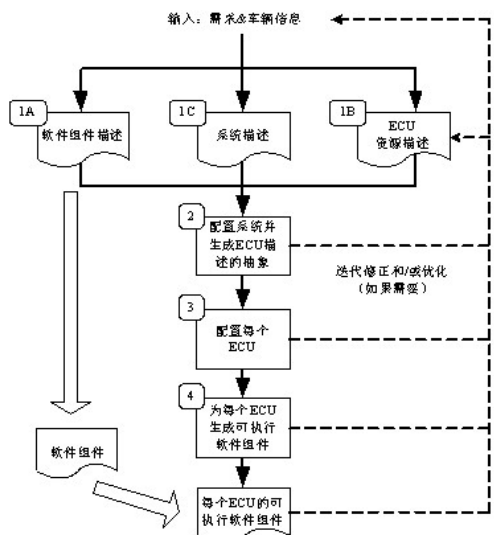 输入：需求&车辆信息
1A
软件组件描述
1C
系统描述
1B
ECU
资源描述
2
配置系统并
生成ECU描
述的抽象
迭代修正和/或优化
（如果需要）
3
配置每个
ECU
4
为每个ECU
生成可执行
软件组件
软件组件
每个ECU的可
执行软件组件